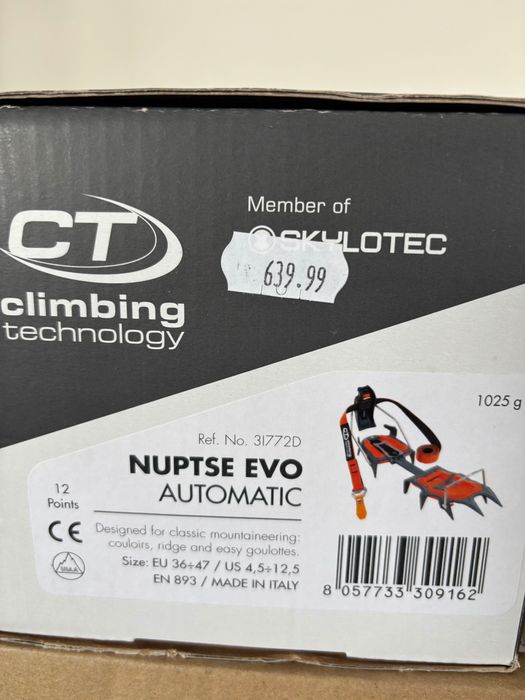 CT
climbing
technology
Member of
SKYLOTEC
639.99
1025 g
Ref. No. 3I772D
NUPTSE EVO
AUTOMATIC
12
Points
CE
UIAA
Designed for classic mountaineering:
couloirs, ridge and easy goulottes.
Size: EU 36÷47 / US 4,5÷12,5
EN 893 / MADE IN ITALY
8 057733 309162